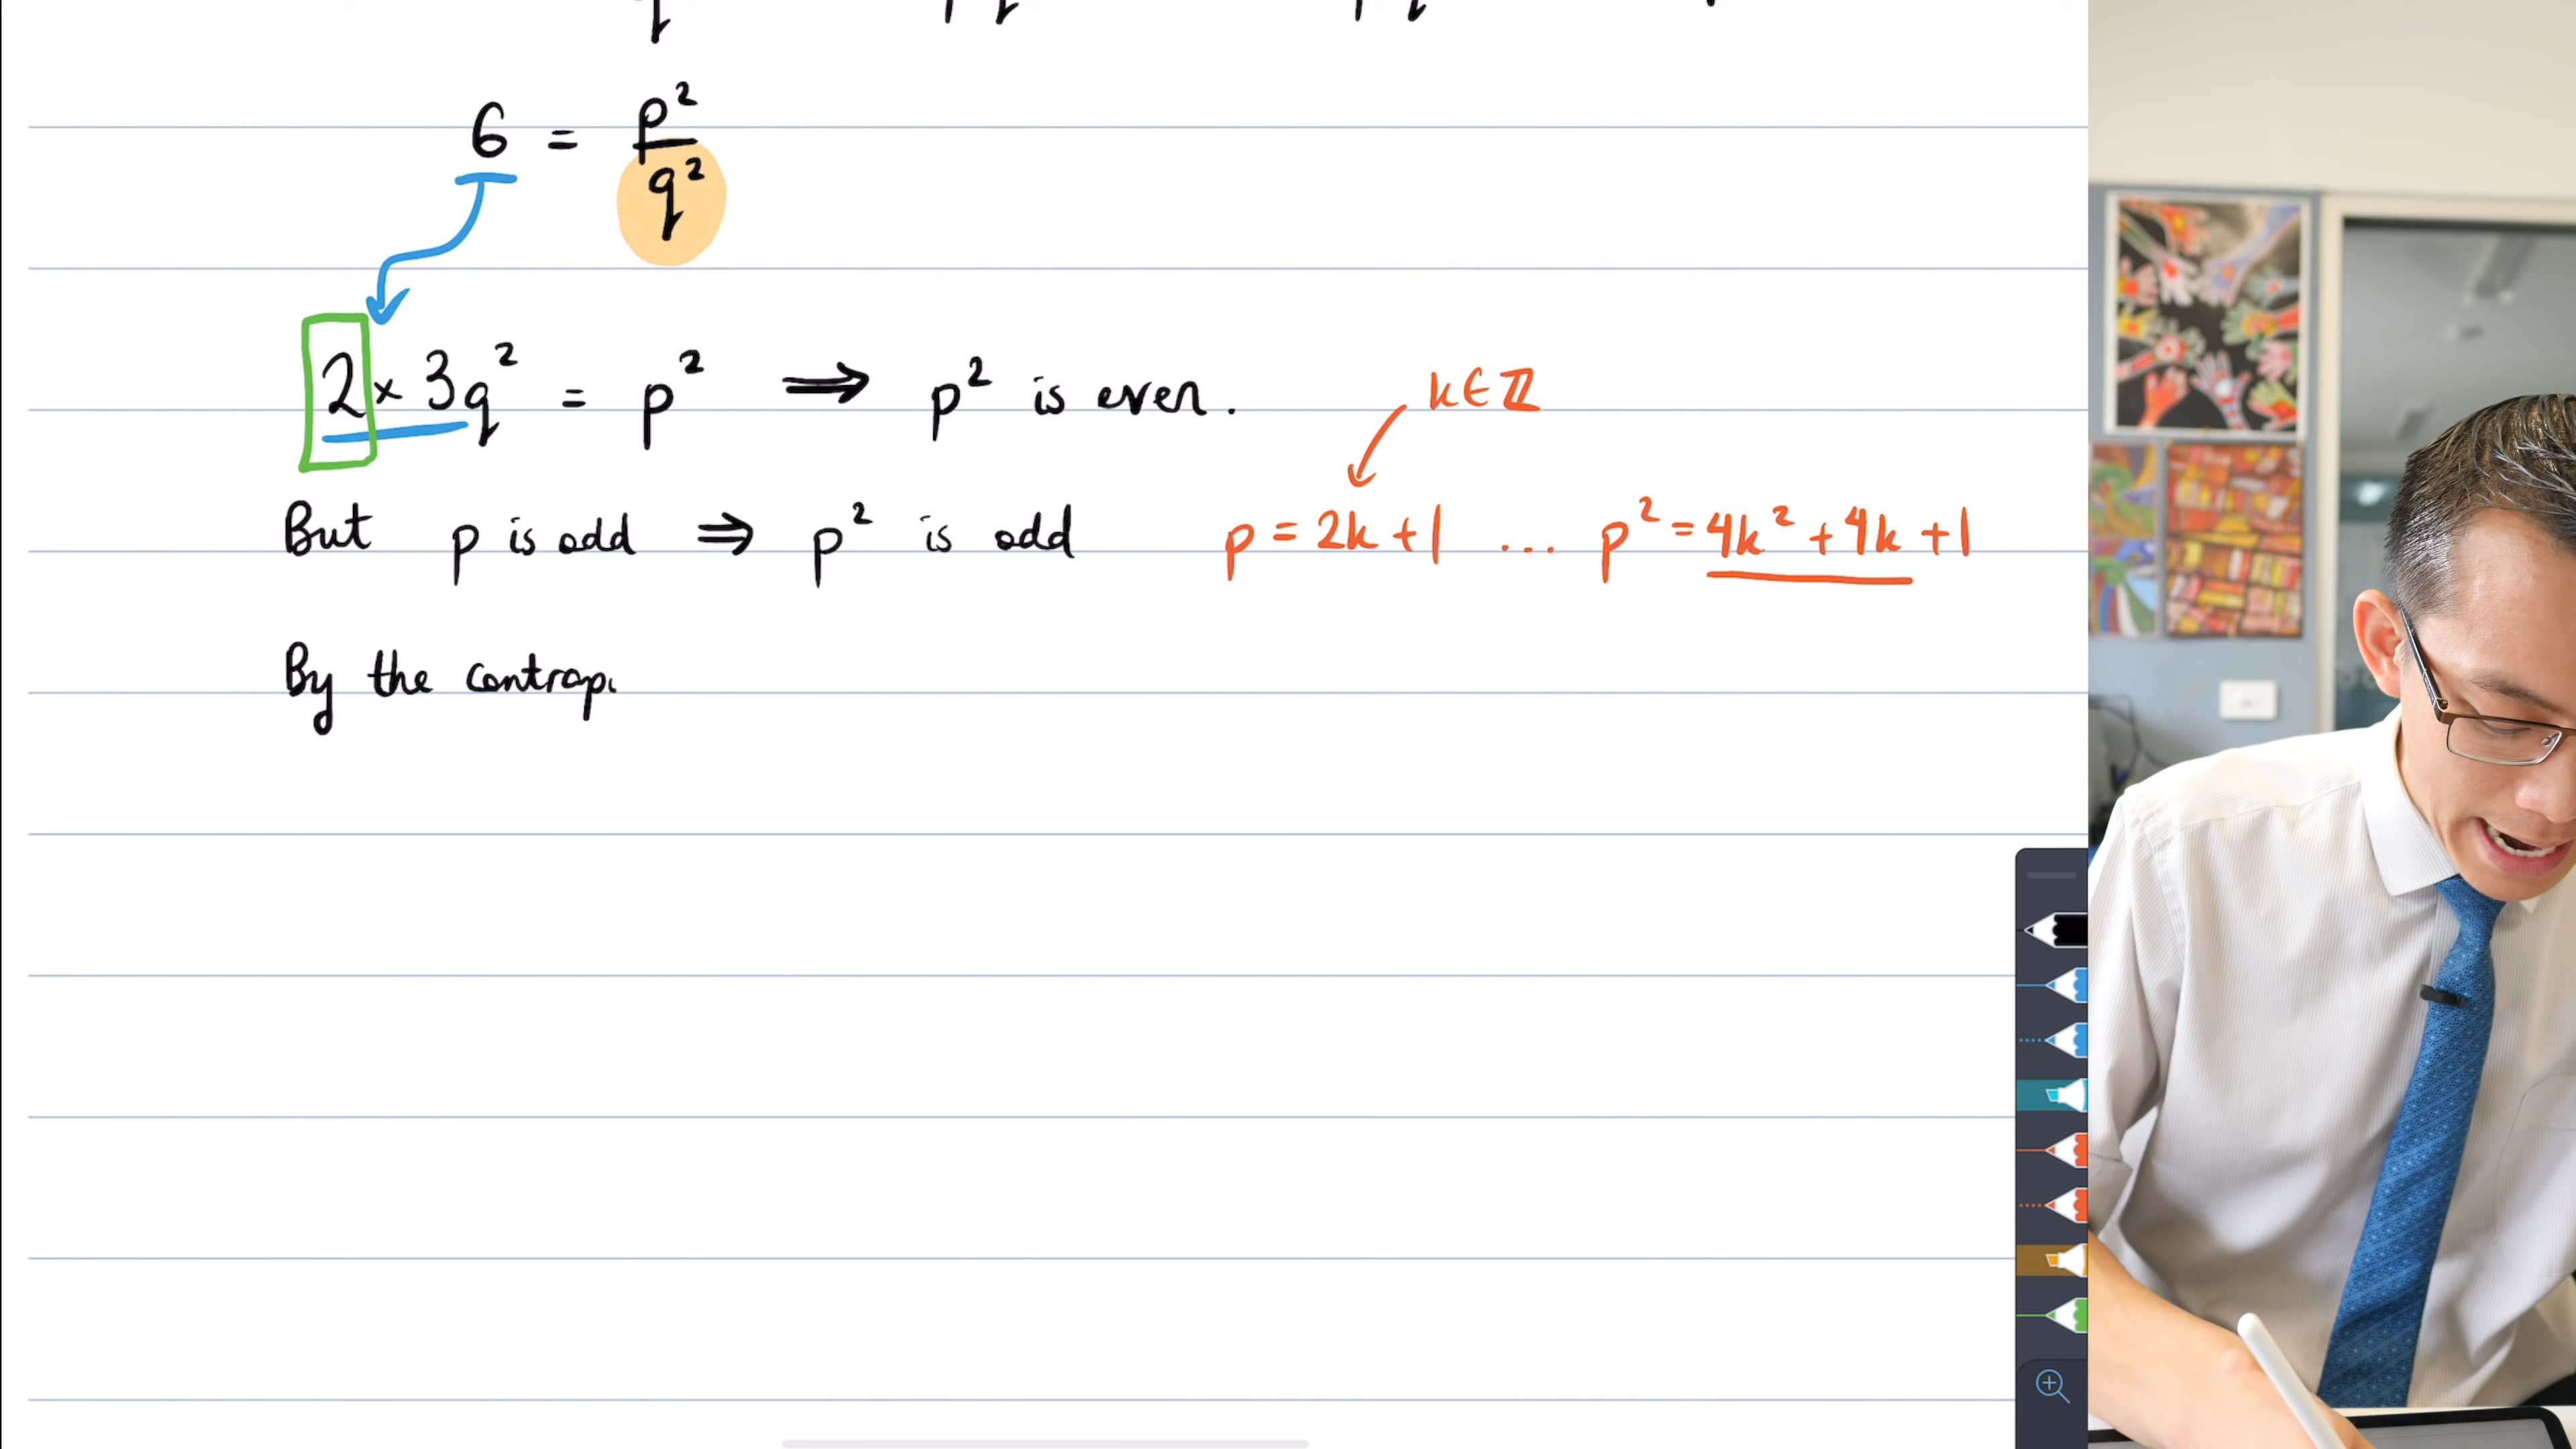 6 = p²/q²
2 × 3q² = p² ⟹ p² is even.
k ∈ ℤ
But p is odd ⟹ p² is odd p = 2k + 1 ... p² = 4k² + 4k + 1
By the contrap